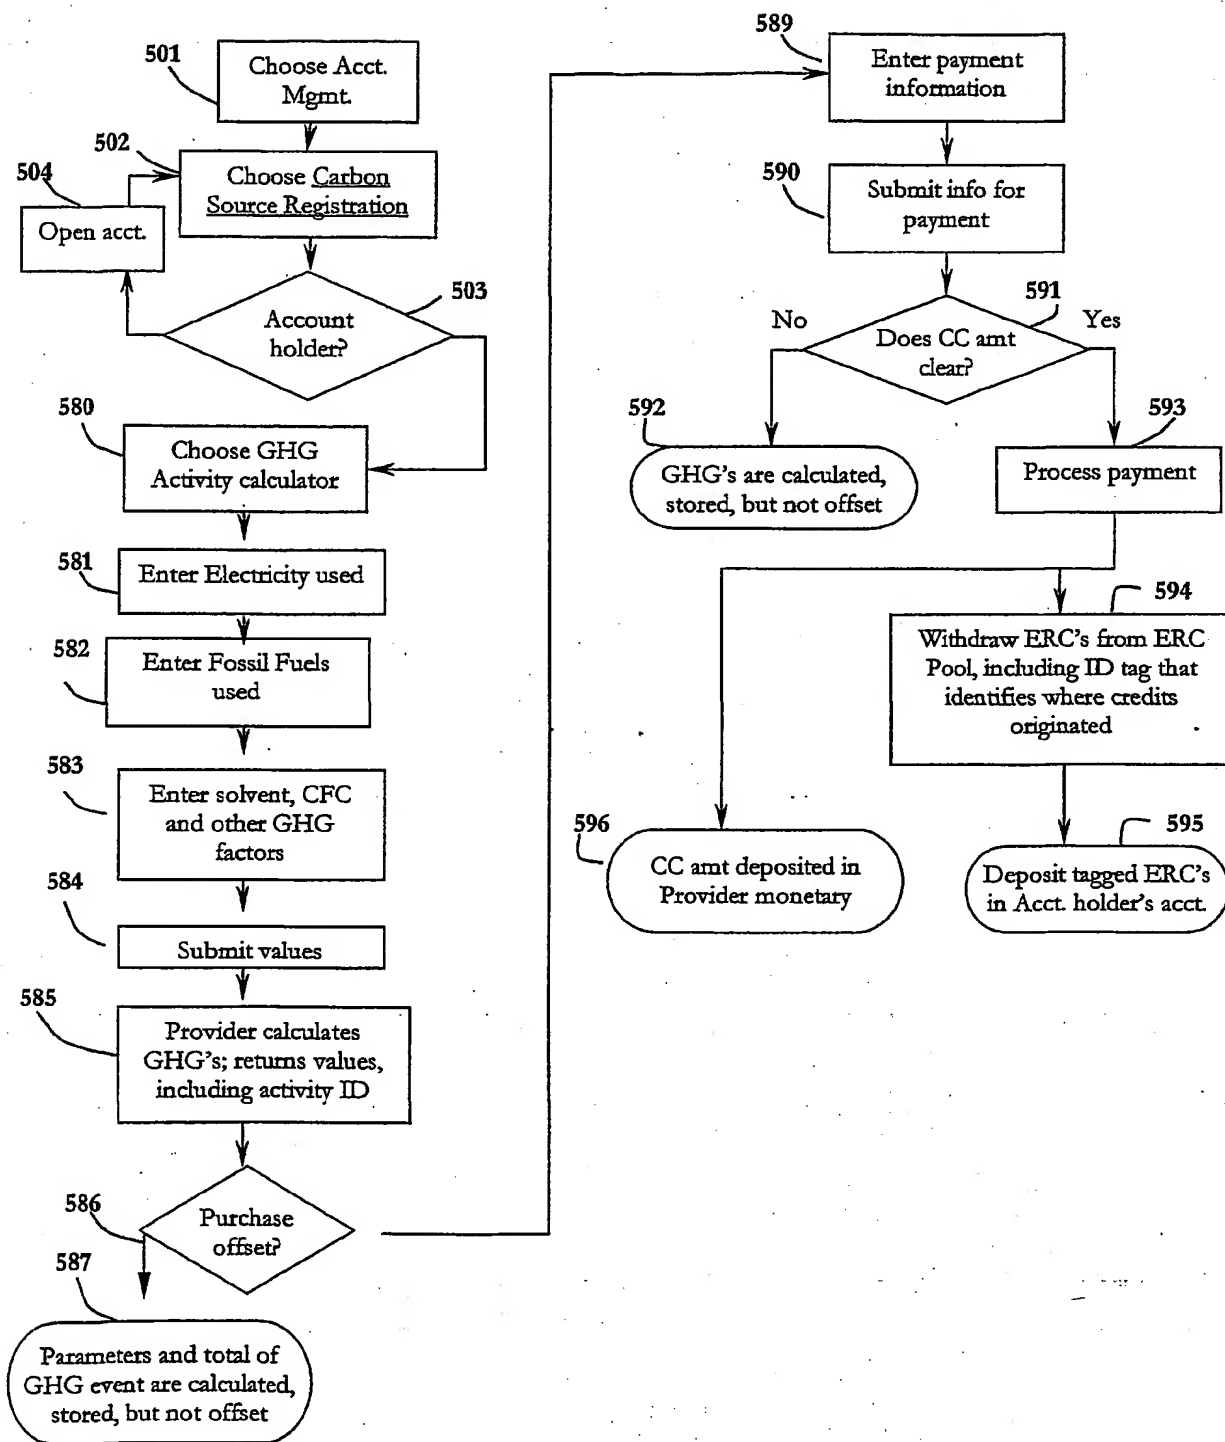 501
Choose Acct.
Mgmt.
502
Choose Carbon
Source Registration
504
Open acct.
503
Account
holder?
580
Choose GHG
Activity calculator
581
Enter Electricity used
582
Enter Fossil Fuels
used
583
Enter solvent, CFC
and other GHG
factors
584
Submit values
585
Provider calculates
GHG's; returns values,
including activity ID
586
Purchase
offset?
587
Parameters and total of
GHG event are calculated,
stored, but not offset
589
Enter payment
information
590
Submit info for
payment
591
No
Yes
Does CC amt
clear?
592
GHG's are calculated,
stored, but not offset
593
Process payment
594
Withdraw ERC's from ERC
Pool, including ID tag that
identifies where credits
originated
595
Deposit tagged ERC's
in Acct. holder's acct.
596
CC amt deposited in
Provider monetary